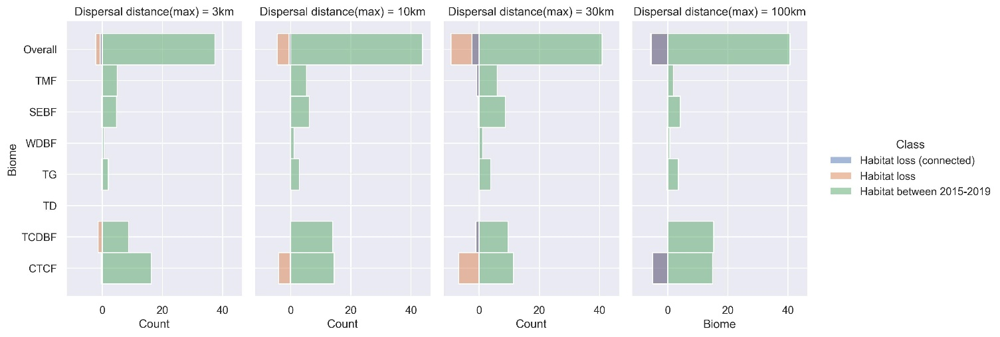 Dispersal distance(max) = 3km
Dispersal distance(max) = 10km
Dispersal distance(max) = 30km
Dispersal distance(max) = 100km
Biome
Overall
TMF
SEBF
WDBF
TG
TD
TCDBF
CTCF
0 20 40
0 20 40
0 20 40
0 20 40
Count
Count
Count
Biome
Class
Habitat loss (connected)
Habitat loss
Habitat between 2015-2019